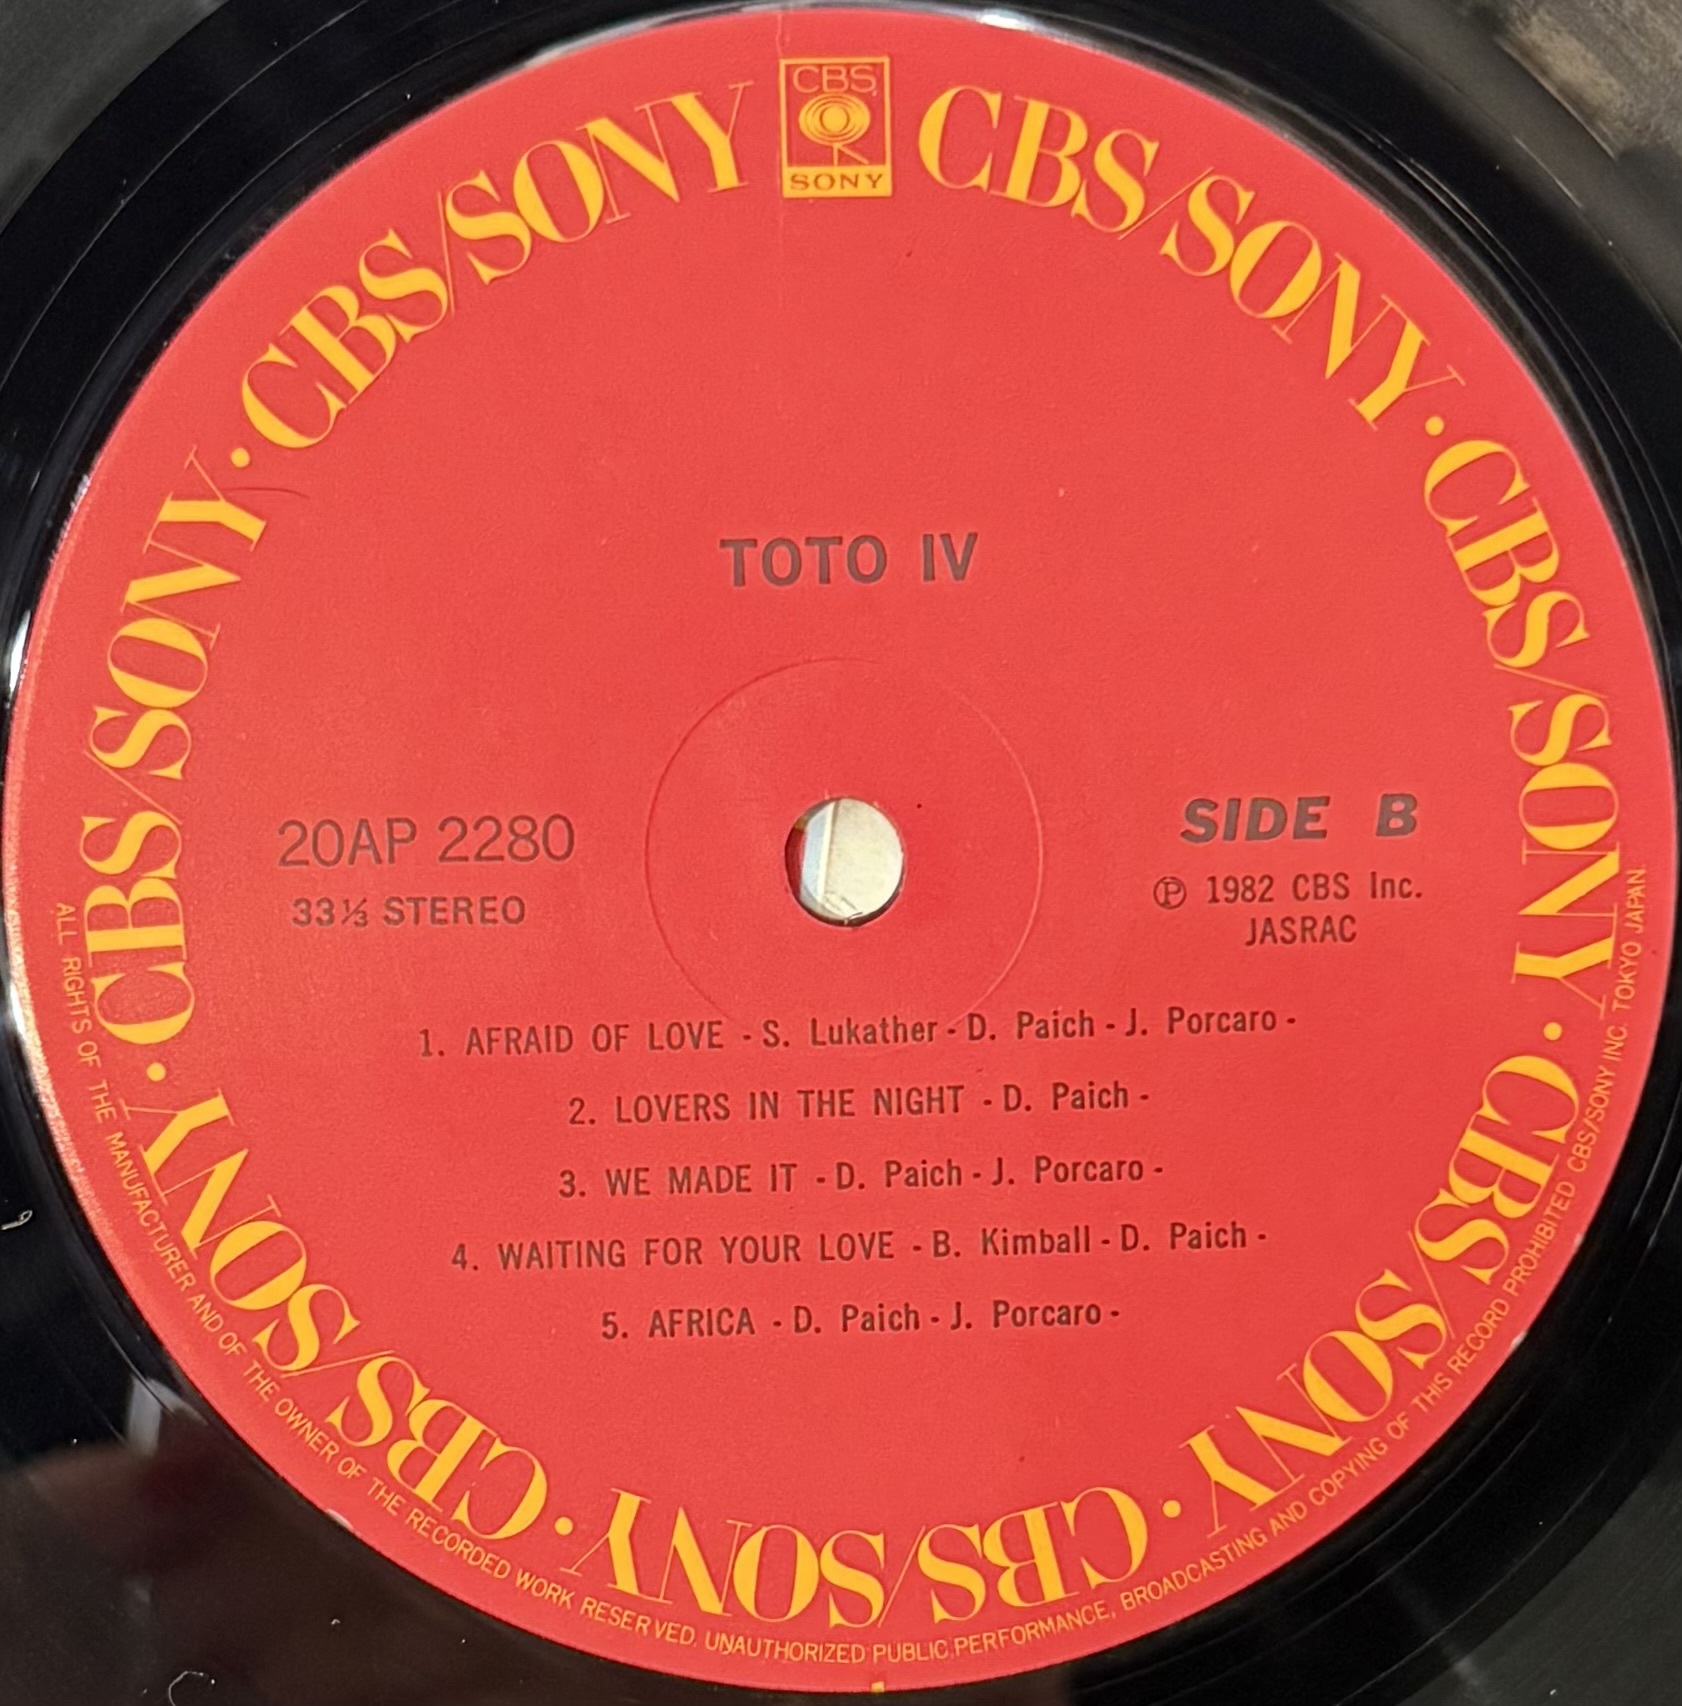 CBS
SONY
CBS/SONY · CBS/SONY · CBS/SONY · CBS/SONY · CBS/SONY · CBS/SONY · CBS/SONY
TOTO IV
20AP 2280
33⅓ STEREO
SIDE B
Ⓟ 1982 CBS Inc.
JASRAC
1. AFRAID OF LOVE - S. Lukather - D. Paich - J. Porcaro -
2. LOVERS IN THE NIGHT - D. Paich -
3. WE MADE IT - D. Paich - J. Porcaro -
4. WAITING FOR YOUR LOVE - B. Kimball - D. Paich -
5. AFRICA - D. Paich - J. Porcaro -
ALL RIGHTS OF THE MANUFACTURER AND OF THE OWNER OF THE RECORDED WORK RESERVED. UNAUTHORIZED PUBLIC PERFORMANCE, BROADCASTING AND COPYING OF THIS RECORD PROHIBITED CBS/SONY INC. TOKYO JAPAN